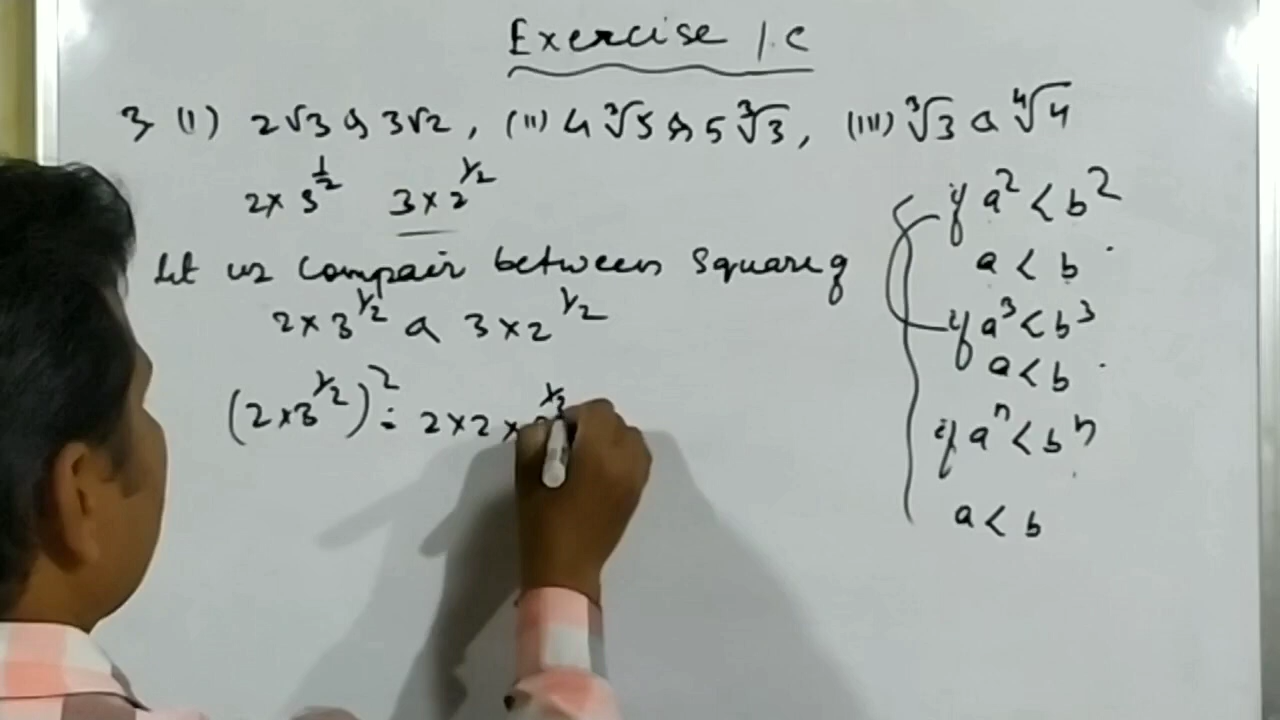 Exercise 1.C
3 (i) 2√3 & 3√2, (ii) 4∛5 & 5∛3, (iii) ∛3 & ∜4
2 × 3^1/2 3 × 2^1/2
Let us compair between square of
2 × 3^1/2 & 3 × 2^1/2
(2 × 3^1/2)^2 = 2 × 2 ×
if a² < b²
a < b
if a³ < b³
a < b
if aⁿ < bⁿ
a < b